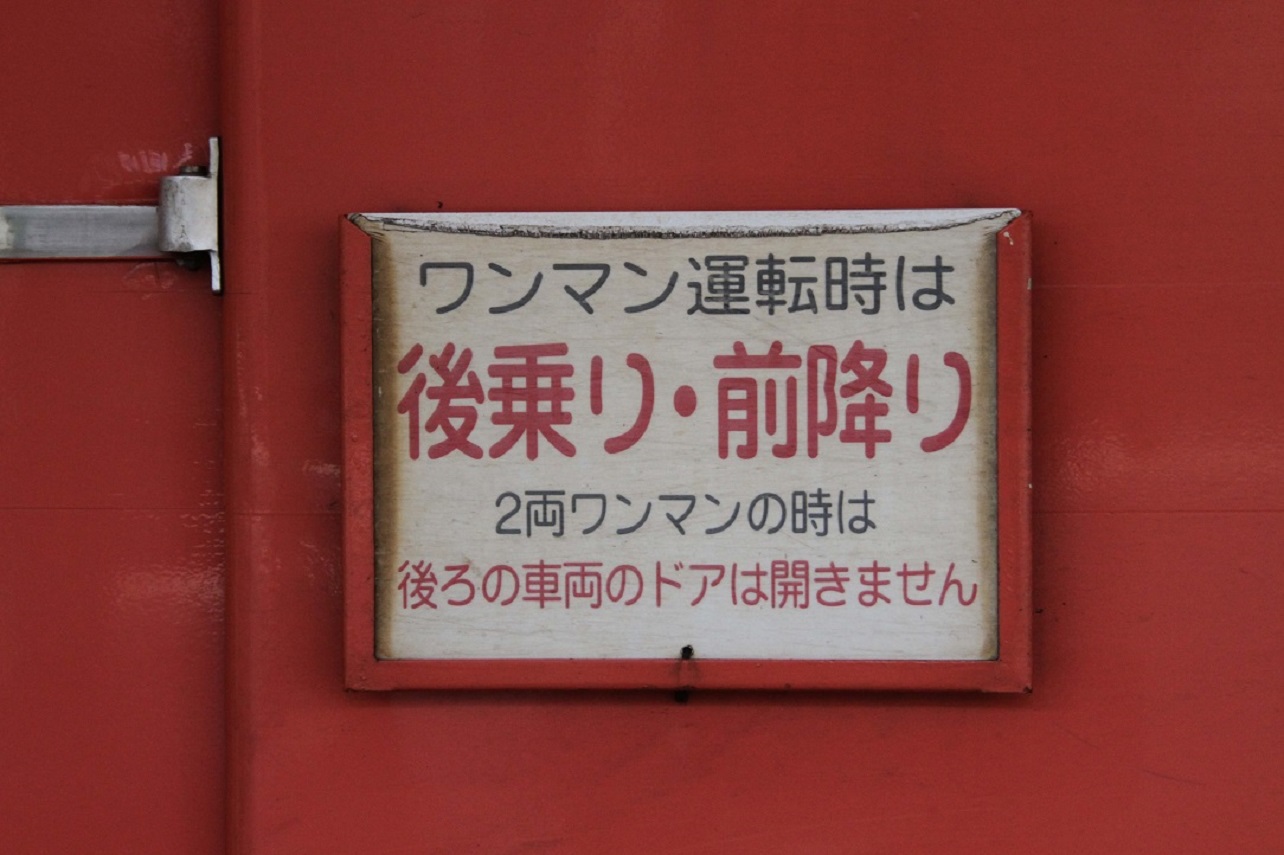 ワンマン運転時は
後乗り・前降り
2両ワンマンの時は
後ろの車両のドアは開きません